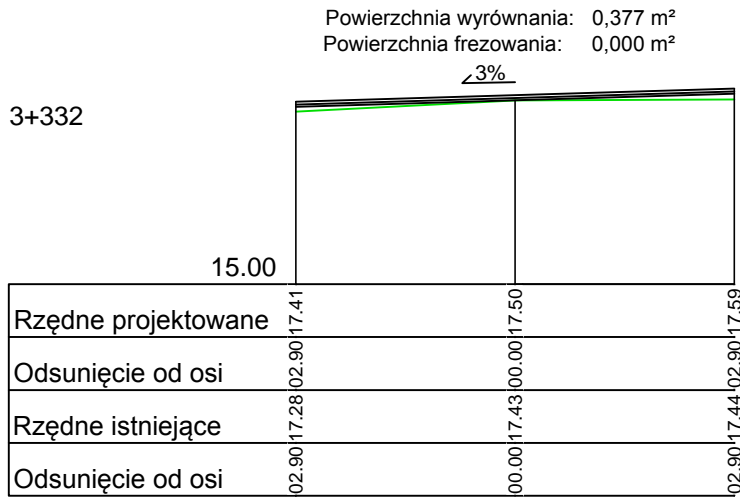 Powierzchnia wyrównania: 0,377 m²
Powierzchnia frezowania: 0,000 m²
3%
3+332
15.00
Rzędne projektowane 17.41 17.50 17.59
Odsunięcie od osi 02.90 00.00 02.90
Rzędne istniejące 17.28 17.43 17.44
Odsunięcie od osi 02.90 00.00 02.90